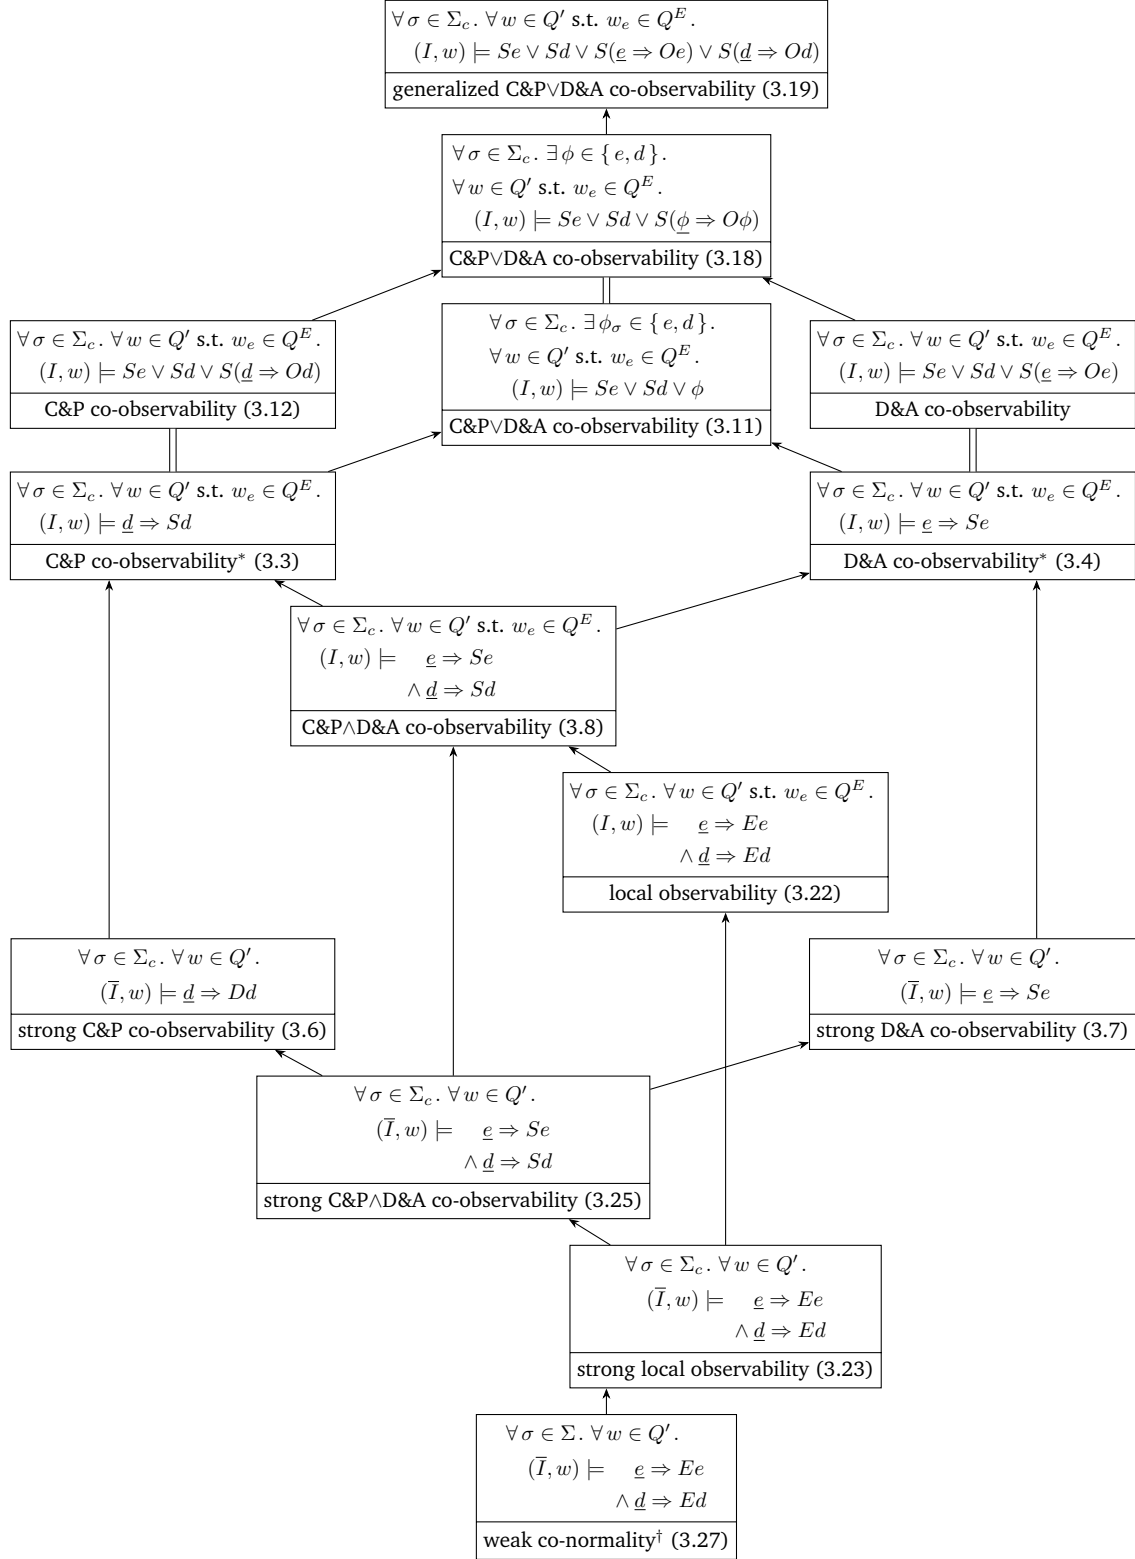 ∀σ ∈ Σ_c. ∀w ∈ Q′ s.t. w_e ∈ Q^E.
(I, w) ⊨ Se ∨ Sd ∨ S(e̲ ⇒ Oe) ∨ S(d̲ ⇒ Od)
generalized C&P∨D&A co-observability (3.19)
∀σ ∈ Σ_c. ∃ϕ ∈ {e, d}.
∀w ∈ Q′ s.t. w_e ∈ Q^E.
(I, w) ⊨ Se ∨ Sd ∨ S(ϕ̲ ⇒ Oϕ)
C&P∨D&A co-observability (3.18)
∀σ ∈ Σ_c. ∀w ∈ Q′ s.t. w_e ∈ Q^E.
(I, w) ⊨ Se ∨ Sd ∨ S(d̲ ⇒ Od)
C&P co-observability (3.12)
∀σ ∈ Σ_c. ∃ϕ_σ ∈ {e, d}.
∀w ∈ Q′ s.t. w_e ∈ Q^E.
(I, w) ⊨ Se ∨ Sd ∨ ϕ
C&P∨D&A co-observability (3.11)
∀σ ∈ Σ_c. ∀w ∈ Q′ s.t. w_e ∈ Q^E.
(I, w) ⊨ Se ∨ Sd ∨ S(e̲ ⇒ Oe)
D&A co-observability
∀σ ∈ Σ_c. ∀w ∈ Q′ s.t. w_e ∈ Q^E.
(I, w) ⊨ d̲ ⇒ Sd
C&P co-observability* (3.3)
∀σ ∈ Σ_c. ∀w ∈ Q′ s.t. w_e ∈ Q^E.
(I, w) ⊨ e̲ ⇒ Se
D&A co-observability* (3.4)
∀σ ∈ Σ_c. ∀w ∈ Q′ s.t. w_e ∈ Q^E.
(I, w) ⊨ e̲ ⇒ Se
∧ d̲ ⇒ Sd
C&P∧D&A co-observability (3.8)
∀σ ∈ Σ_c. ∀w ∈ Q′ s.t. w_e ∈ Q^E.
(I, w) ⊨ e̲ ⇒ Ee
∧ d̲ ⇒ Ed
local observability (3.22)
∀σ ∈ Σ_c. ∀w ∈ Q′.
(I̅, w) ⊨ d̲ ⇒ Dd
strong C&P co-observability (3.6)
∀σ ∈ Σ_c. ∀w ∈ Q′.
(I̅, w) ⊨ e̲ ⇒ Se
strong D&A co-observability (3.7)
∀σ ∈ Σ_c. ∀w ∈ Q′.
(I̅, w) ⊨ e̲ ⇒ Se
∧ d̲ ⇒ Sd
strong C&P∧D&A co-observability (3.25)
∀σ ∈ Σ_c. ∀w ∈ Q′.
(I̅, w) ⊨ e̲ ⇒ Ee
∧ d̲ ⇒ Ed
strong local observability (3.23)
∀σ ∈ Σ. ∀w ∈ Q′.
(I̅, w) ⊨ e̲ ⇒ Ee
∧ d̲ ⇒ Ed
weak co-normality† (3.27)